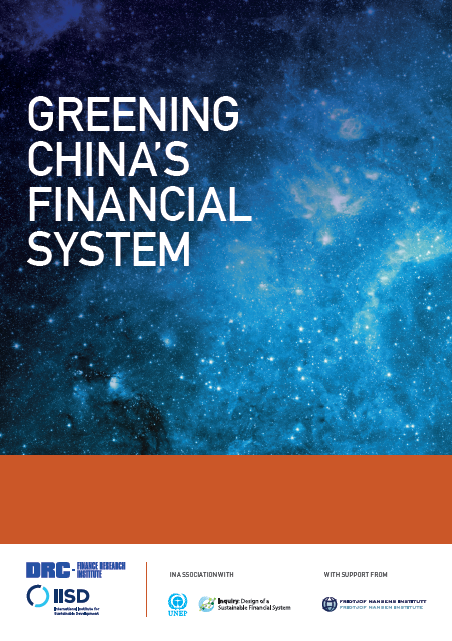 GREENING
CHINA'S
FINANCIAL
SYSTEM
DRC - FINANCE RESEARCH
INSTITUTE
IISD
International Institute for
Sustainable Development
IN ASSOCIATION WITH
UNEP
Inquiry: Design of a
Sustainable Financial System
WITH SUPPORT FROM
FRIDTJOF NANSENS INSTITUTT
FRIDTJOF NANSEN INSTITUTE